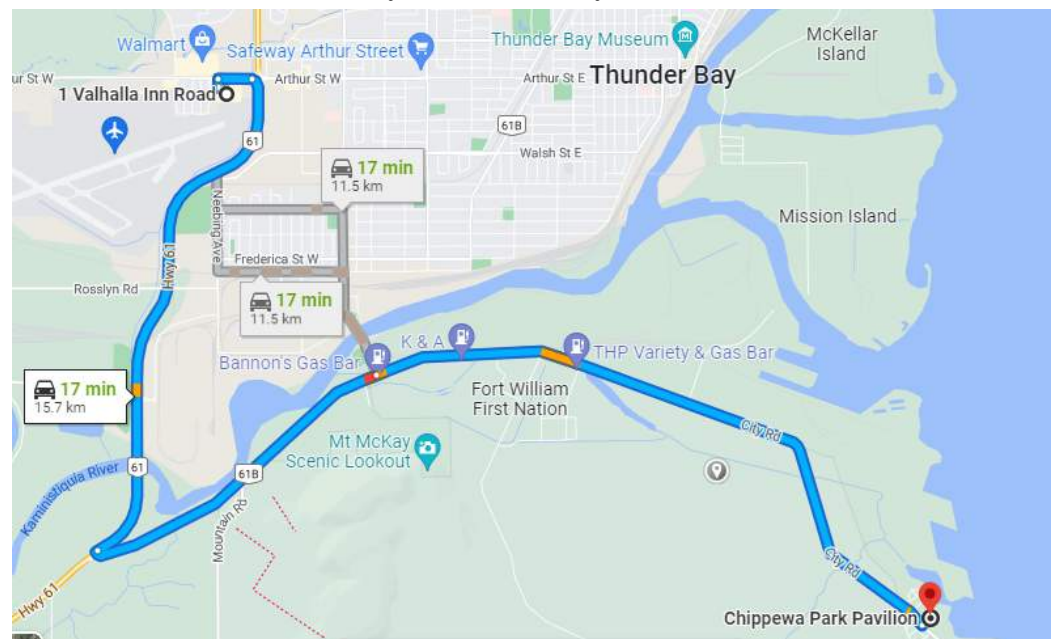 McKellar
Island
Walmart
Safeway Arthur Street
Thunder Bay Museum
Thunder Bay
ur St W
Arthur St W
Arthur St E
1 Valhalla Inn Road
61B
61
Walsh St E
17 min
11.5 km
Neebing Ave
Mission Island
Hwy 61
Frederica St W
Rosslyn Rd
17 min
11.5 km
K & A
Bannon's Gas Bar
THP Variety & Gas Bar
17 min
15.7 km
Fort William
First Nation
City Rd
Mt McKay
Scenic Lookout
Kaministiquia River
61
61B
Mountain Rd
City Rd
Hwy 61
Chippewa Park Pavilion